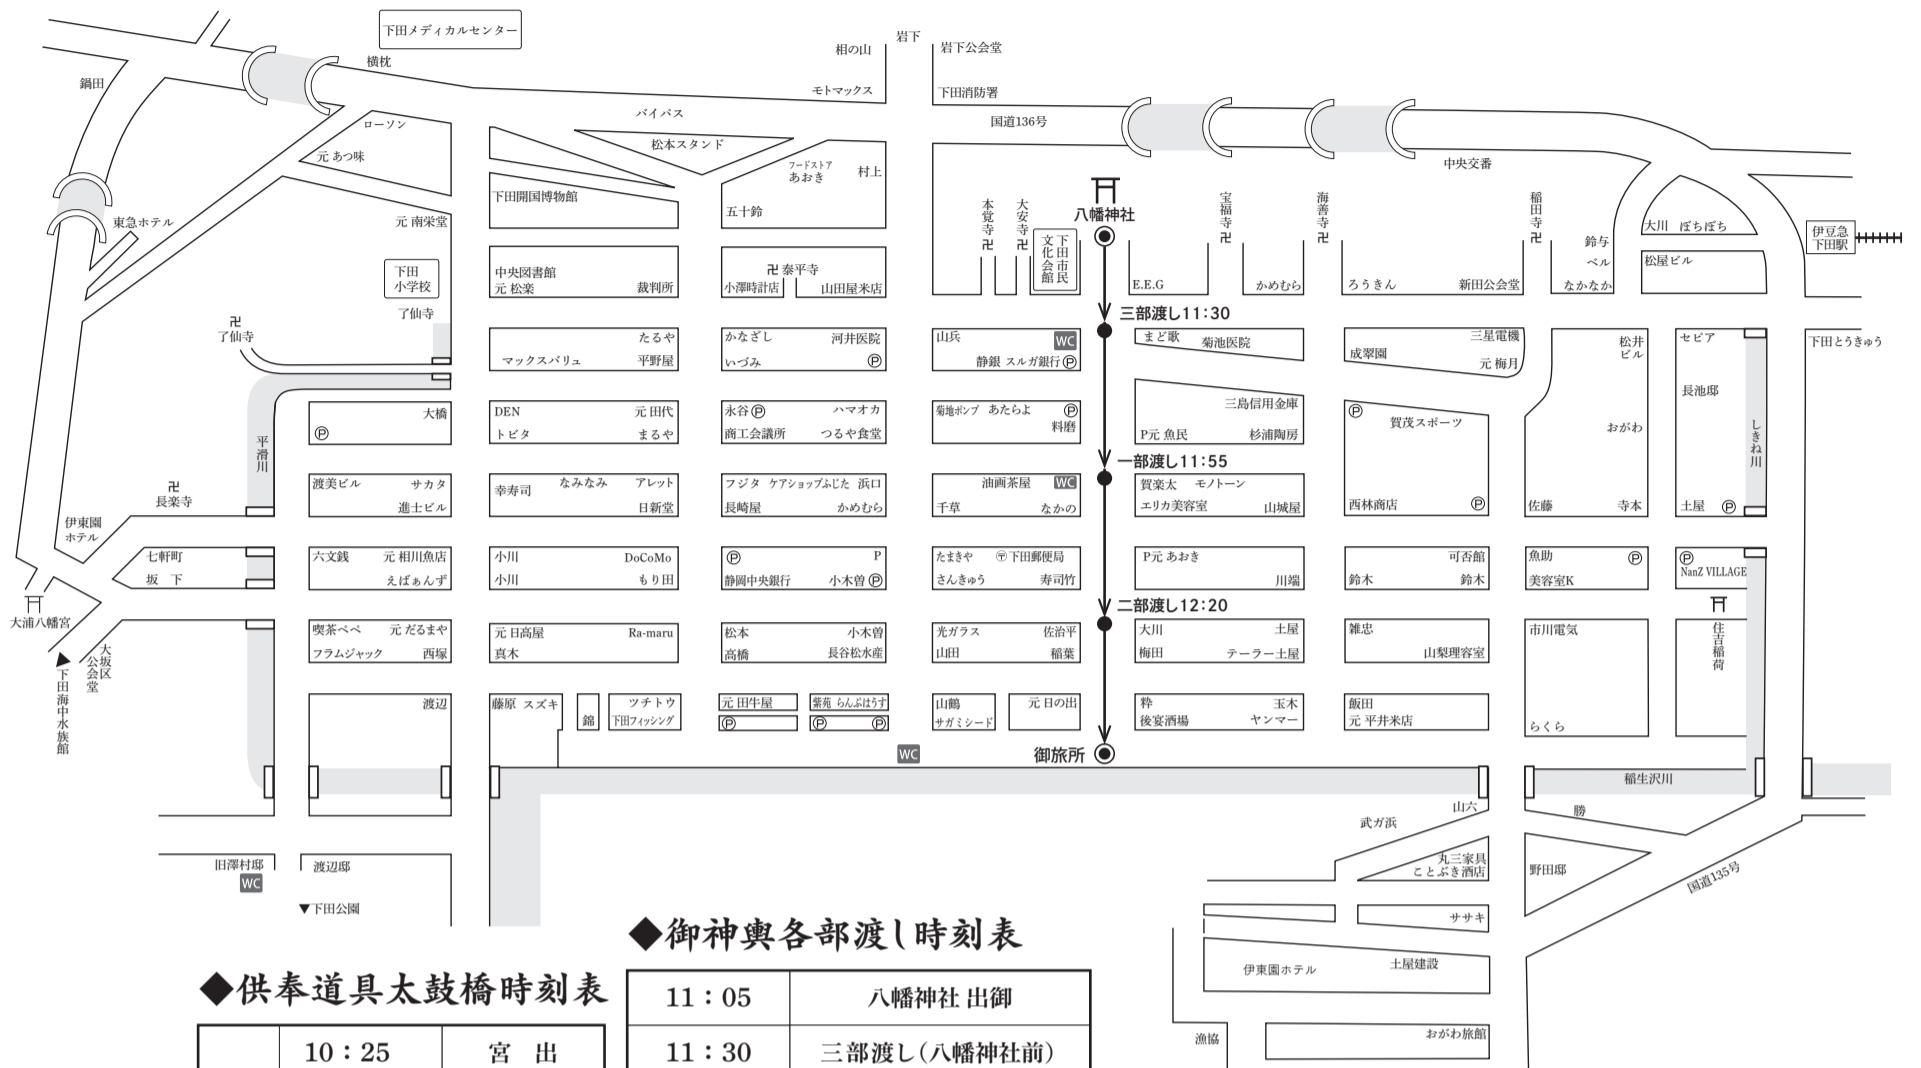 下田メディカルセンター
岩下
相の山
岩下公会堂
横枕
鍋田
モトマックス
下田消防署
バイパス
国道136号
ローソン
松本スタンド
元 あつ味
フードストア
あおき
村上
中央交番
下田開国博物館
五十鈴
東急ホテル
元 南栄堂
本覚寺卍
大安寺卍
下田市民
文化会館
八幡神社
宝福寺卍
海善寺卍
稲田寺卍
大川 ぼちぼち
鈴与
ベル
なかなか
松屋ビル
伊豆急
下田駅
下田
小学校
中央図書館
元 松楽
裁判所
卍 泰平寺
小澤時計店
山田屋米店
E.E.G
かめむら
ろうきん
新田公会堂
了仙寺
卍
了仙寺
三部渡し11:30
たるや
マックスバリュ
平野屋
かなざし
河井医院
いづみ
Ⓟ
山兵
WC
静銀 スルガ銀行Ⓟ
まど歌
菊池医院
成翠園
三星電機
元 梅月
松井
ビル
セピア
下田とうきゅう
大橋
Ⓟ
DEN
元 田代
トビタ
まるや
永谷Ⓟ
ハマオカ
商工会議所
つるや食堂
菊地ポンプ あたらよ
Ⓟ
料磨
三島信用金庫
P元 魚民
杉浦陶房
Ⓟ
賀茂スポーツ
おがわ
長池邸
平滑川
しきね川
一部渡し11:55
渡美ビル
サカタ
進士ビル
幸寿司
なみなみ
アレット
日新堂
フジタ ケアショップふじた 浜口
長崎屋
かめむら
油画茶屋
WC
千草
なかの
賀楽太
モノトーン
エリカ美容室
山城屋
西林商店
Ⓟ
佐藤
寺本
土屋
Ⓟ
卍
長楽寺
伊東園
ホテル
七軒町
坂 下
六文銭
元 相川魚店
えばぁんず
小川
DoCoMo
小川
もり田
Ⓟ
P
静岡中央銀行
小木曽Ⓟ
たまきや
〶下田郵便局
さんきゅう
寿司竹
P元 あおき
川端
可否館
鈴木
鈴木
魚助
Ⓟ
美容室K
Ⓟ
NanZ VILLAGE
二部渡し12:20
大浦八幡宮
喫茶ペペ
元 だるまや
フラムジャック
西塚
元 日高屋
Ra-maru
真木
松本
小木曽
高橋
長谷松水産
光ガラス
佐治平
山田
稲葉
大川
土屋
梅田
テーラー土屋
雑忠
山梨理容室
市川電気
住吉稲荷
大坂区
公会堂
▲下田海中水族館
渡辺
藤原 スズキ
錦
ツチトウ
下田フィッシング
元 田牛屋
Ⓟ
紫苑 らんぷはうす
Ⓟ
Ⓟ
山鶴
サガミシード
元 日の出
粋
玉木
後宴酒場
ヤンマー
飯田
元 平井米店
らくら
WC
御旅所
稲生沢川
山六
武ガ浜
勝
旧澤村邸
WC
渡辺邸
▼下田公園
丸三家具
ことぶき酒店
野田邸
国道135号
ササキ
伊東園ホテル
土屋建設
漁協
おがわ旅館
◆供奉道具太鼓橋時刻表
10：25
宮 出
◆御神輿各部渡し時刻表
11：05
八幡神社 出御
11：30
三部渡し(八幡神社前)